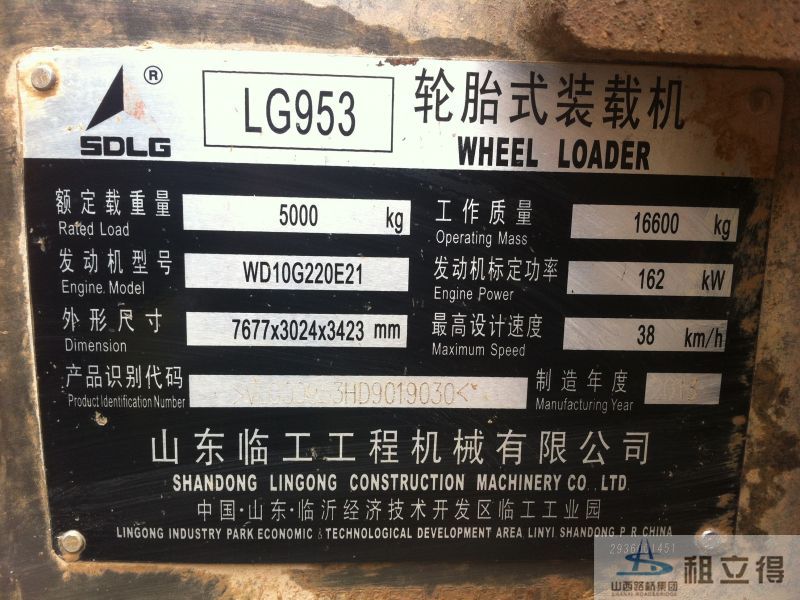 ®
SDLG
LG953
轮胎式装载机
WHEEL LOADER
额定载重量 5000 kg 工作质量 16600 kg
Rated Load Operating Mass
发动机型号 WD10G220E21 发动机标定功率 162 kW
Engine. Model Engine Power
外形尺寸 7677x3024x3423 mm 最高设计速度 38 km/h
Dimension Maximum Speed
产品识别代码 制造年度
Product Identification Number Manufacturing Year
山东临工工程机械有限公司
SHANDONG LINGONG CONSTRUCTION MACHINERY CO. LTD.
中国·山东·临沂经济技术开发区临工工业园
LINGONG INDUSTRY PARK ECONOMIC & TECHNOLOGICAL DEVELOPMENT AREA LINYI SHANDONG P R CHINA
山西路桥集团
租立得